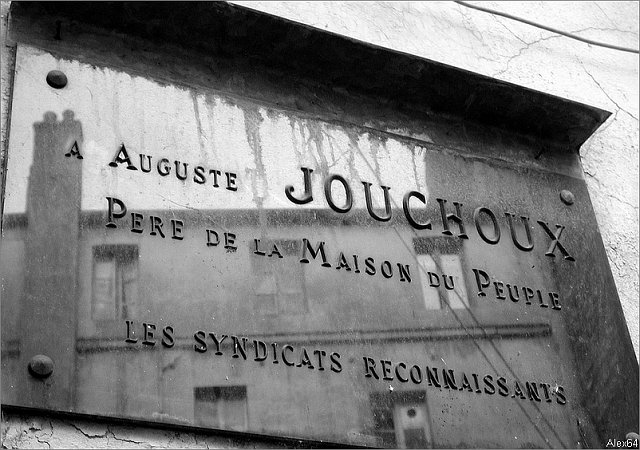 A AUGUSTE JOUCHOUX
PERE DE LA MAISON DU PEUPLE
LES SYNDICATS RECONNAISSANTS
Alex64